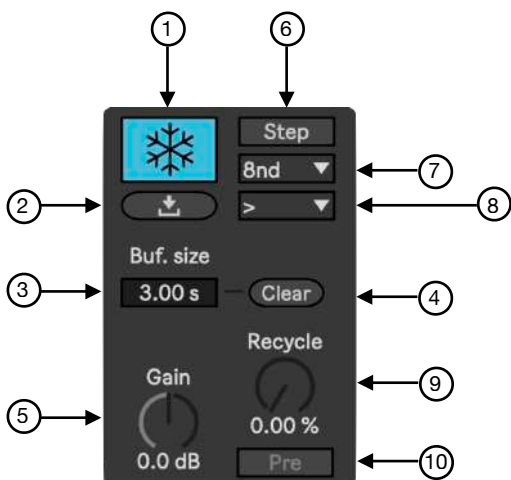 1
6
Step
8nd
7
2
>
8
Buf. size
3
3.00 s
Clear
4
Recycle
Gain
9
5
0.00 %
0.0 dB
Pre
10